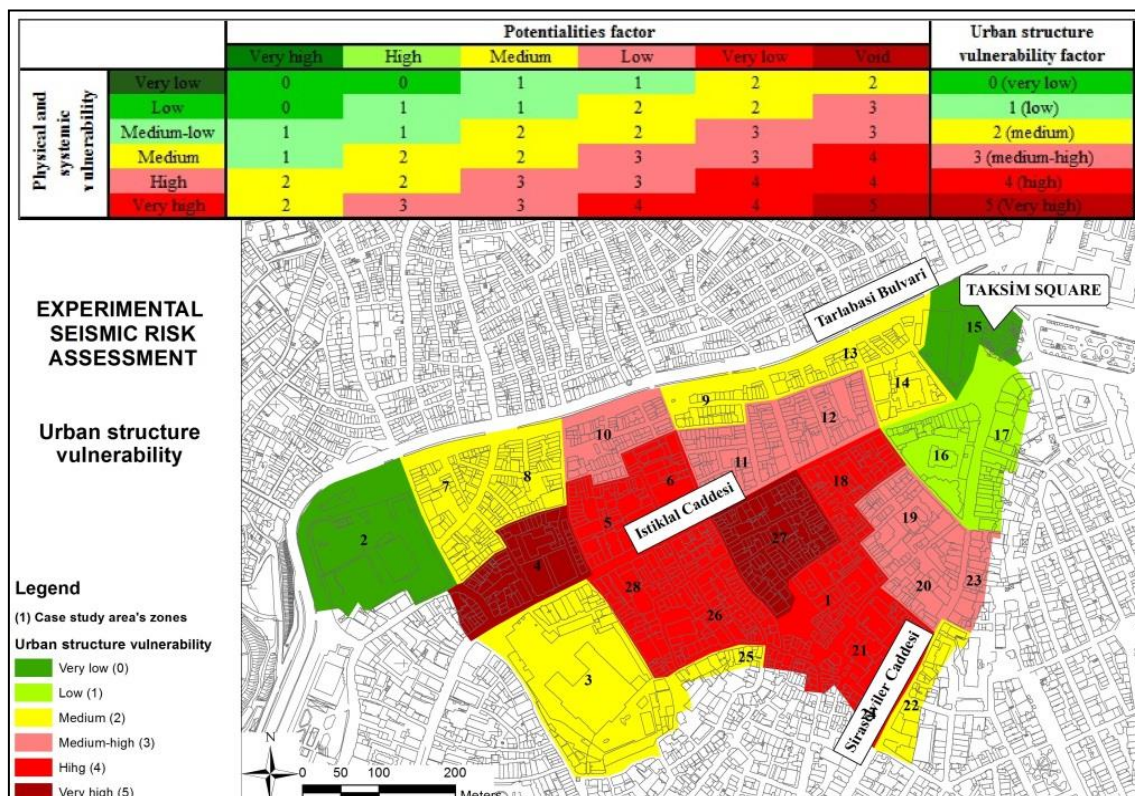 Potentialities factor
Urban structure vulnerability factor
Very high High Medium Low Very low Void
Physical and systemic vulnerability
Very low 0 0 1 1 2 2 0 (very low)
Low 0 1 1 2 2 3 1 (low)
Medium-low 1 1 2 2 3 3 2 (medium)
Medium 1 2 2 3 3 4 3 (medium-high)
High 2 2 3 3 4 4 4 (high)
Very high 2 3 3 4 4 5 5 (Very high)
EXPERIMENTAL
SEISMIC RISK
ASSESSMENT
Urban structure
vulnerability
Tarlabasi Bulvari
TAKSİM SQUARE
Istiklal Caddesi
Siraselviler Caddesi
15
13
14
9
12
17
10
16
11
6
18
7
8
5
19
2
27
4
20
23
28
1
26
21
25
3
22
Legend
(1) Case study area's zones
Urban structure vulnerability
Very low (0)
Low (1)
Medium (2)
Medium-high (3)
Hihg (4)
Very high (5)
N
0 50 100 200
Meters